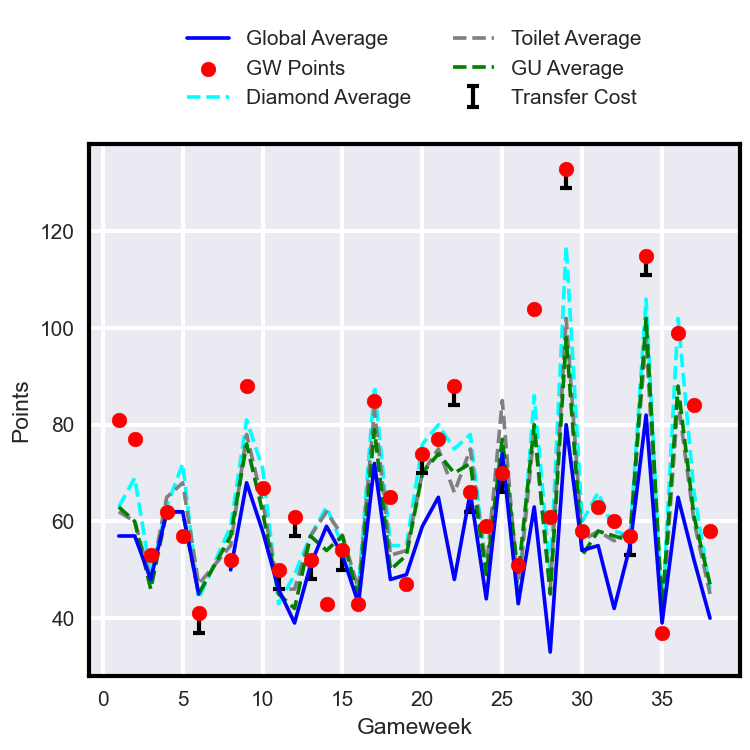 Global Average
GW Points
Diamond Average
Toilet Average
GU Average
Transfer Cost
Points
120
100
80
60
40
0 5 10 15 20 25 30 35
Gameweek